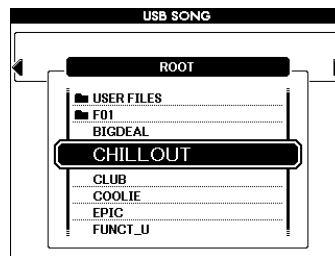 USB SONG
ROOT
USER FILES
F01
BIGDEAL
CHILLOUT
CLUB
COOLIE
EPIC
FUNCT_U